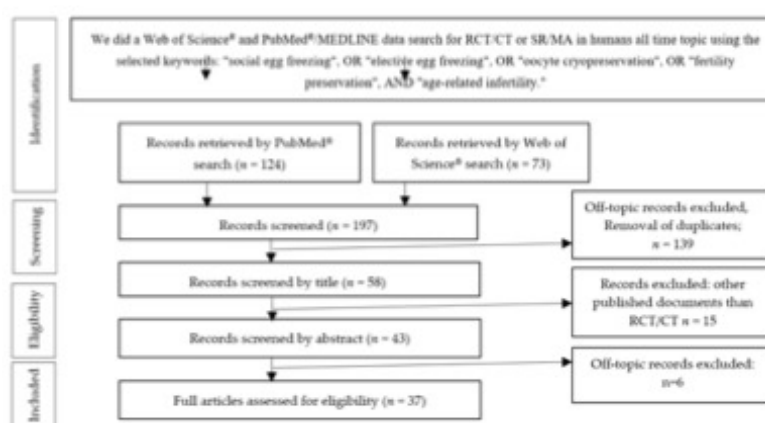 We did a Web of Science® and PubMed®/MEDLINE data search for RCT/CT or SR/MA in humans all time topic using the
selected keywords: "social egg freezing", OR "elective egg freezing", OR "oocyte cryopreservation", OR "fertility
preservation", AND "age-related infertility."
Identification
Records retrieved by PubMed®
search (n = 124)
Records retrieved by Web of
Science® search (n = 73)
Screening
Records screened (n = 197)
Off-topic records excluded,
Removal of duplicates;
n = 139
Records screened by title (n = 58)
Eligibility
Records excluded: other
published documents than
RCT/CT n = 15
Records screened by abstract (n = 43)
Included
Off-topic records excluded:
n=6
Full articles assessed for eligibility (n = 37)